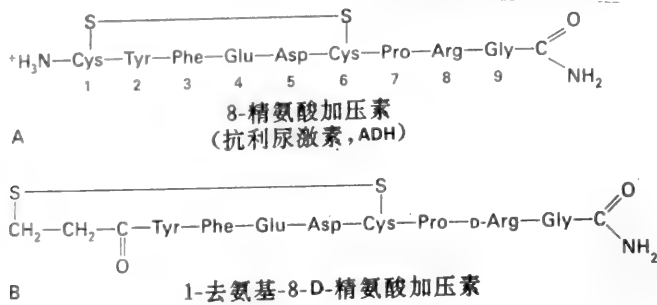 S S
⁺H₃N—Cys—Tyr—Phe—Glu—Asp—Cys—Pro—Arg—Gly—C
O
NH₂
1 2 3 4 5 6 7 8 9
8-精氨酸加压素
A (抗利尿激素,ADH)
S S
O
CH₂—CH₂—C—Tyr—Phe—Glu—Asp—Cys—Pro—D-Arg—Gly—C
O NH₂
B 1-去氨基-8-D-精氨酸加压素